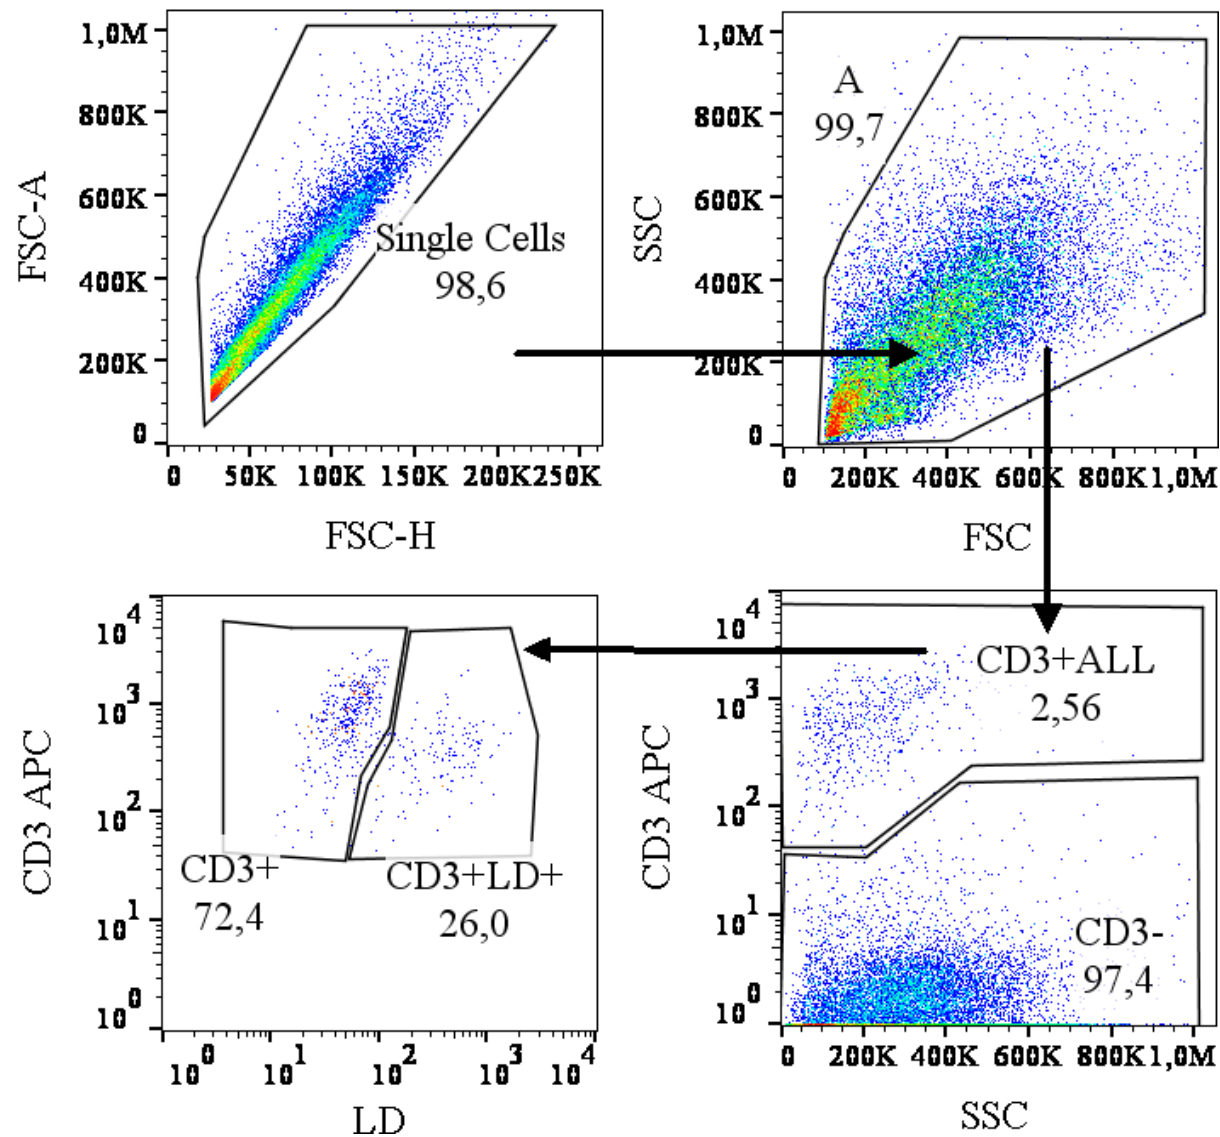 1,0M
800K
600K
400K
200K
0
FSC-A
Single Cells
98,6
0 50K 100K 150K 200K 250K
FSC-H
1,0M
800K
600K
400K
200K
0
SSC
A
99,7
0 200K 400K 600K 800K 1,0M
FSC
10^4
10^3
10^2
10^1
10^0
CD3 APC
CD3+
72,4
CD3+LD+
26,0
10^0 10^1 10^2 10^3 10^4
LD
10^4
10^3
10^2
10^1
10^0
CD3 APC
CD3+ALL
2,56
CD3-
97,4
0 200K 400K 600K 800K 1,0M
SSC